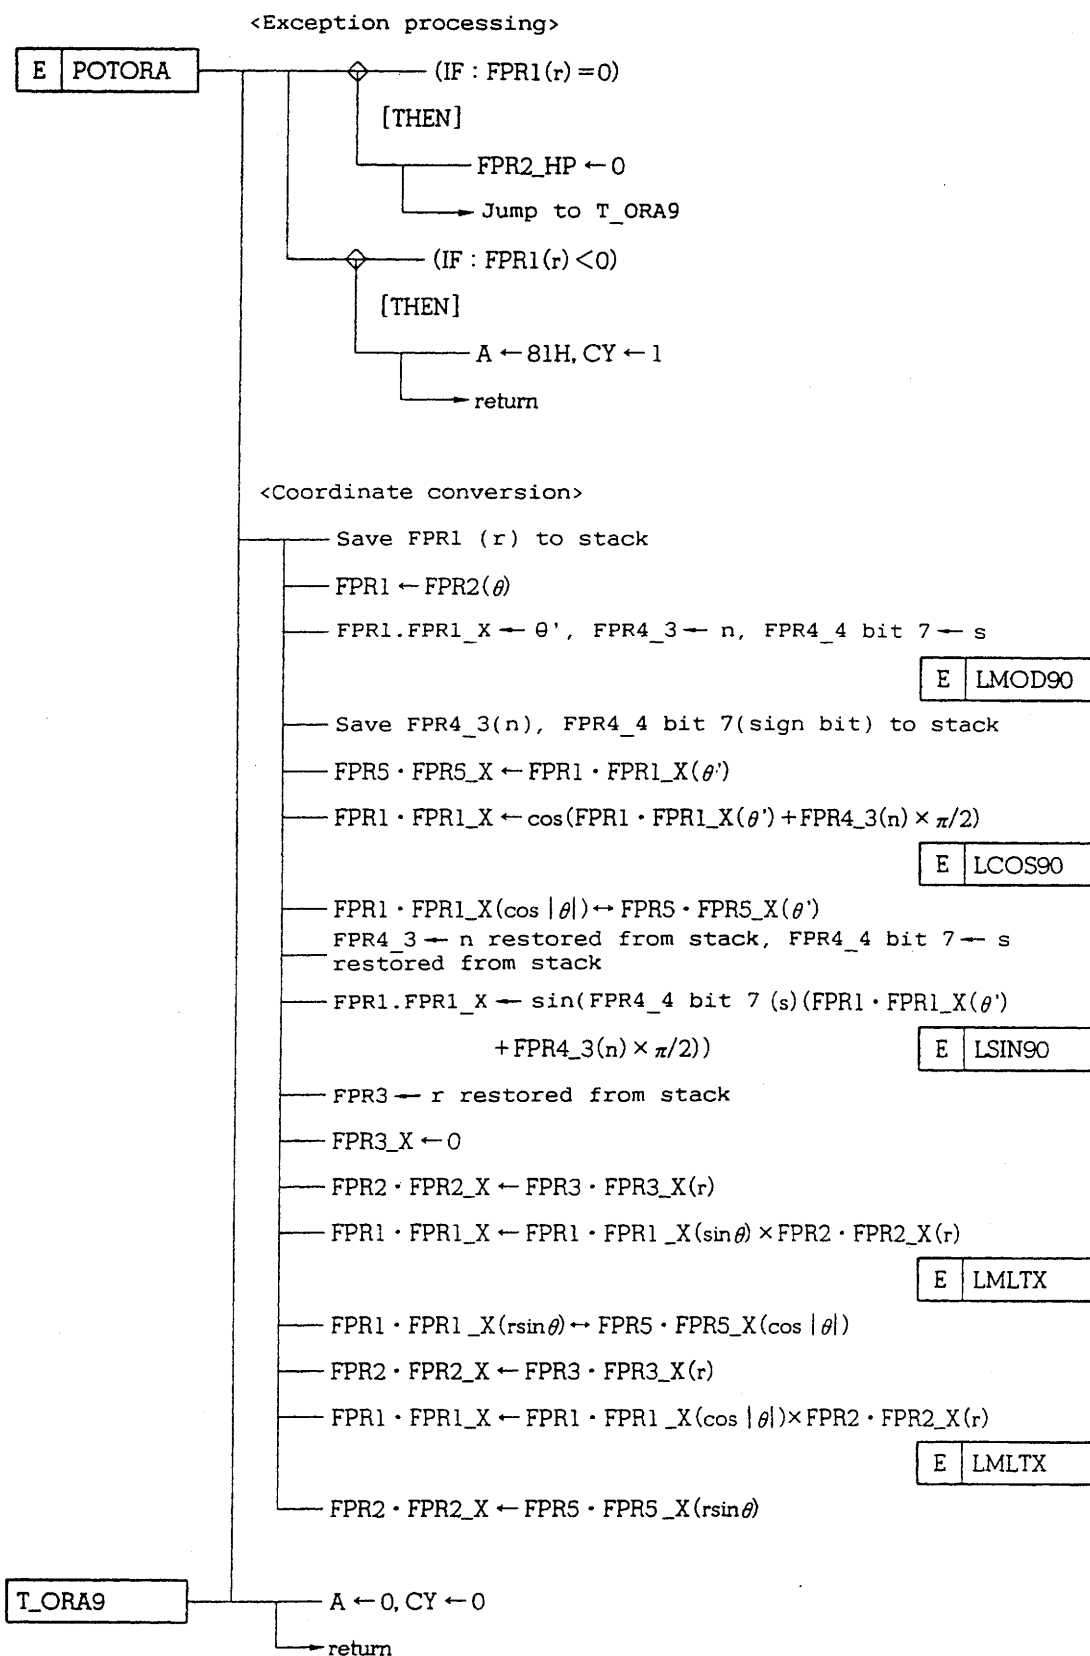 <Exception processing>
E POTORA (IF : FPR1(r) = 0)
[THEN]
FPR2_HP ← 0
Jump to T_ORA9
(IF : FPR1(r) < 0)
[THEN]
A ← 81H, CY ← 1
return
<Coordinate conversion>
Save FPR1 (r) to stack
FPR1 ← FPR2(θ)
FPR1.FPR1_X ← θ', FPR4_3 ← n, FPR4_4 bit 7 ← s
E LMOD90
Save FPR4_3(n), FPR4_4 bit 7(sign bit) to stack
FPR5 · FPR5_X ← FPR1 · FPR1_X(θ')
FPR1 · FPR1_X ← cos(FPR1 · FPR1_X(θ') + FPR4_3(n) × π/2)
E LCOS90
FPR1 · FPR1_X(cos |θ|) ↔ FPR5 · FPR5_X(θ')
FPR4_3 ← n restored from stack, FPR4_4 bit 7 ← s
restored from stack
FPR1.FPR1_X ← sin(FPR4_4 bit 7 (s)(FPR1 · FPR1_X(θ')
+ FPR4_3(n) × π/2))
E LSIN90
FPR3 ← r restored from stack
FPR3_X ← 0
FPR2 · FPR2_X ← FPR3 · FPR3_X(r)
FPR1 · FPR1_X ← FPR1 · FPR1_X(sinθ) × FPR2 · FPR2_X(r)
E LMLTX
FPR1 · FPR1_X(rsinθ) ↔ FPR5 · FPR5_X(cos |θ|)
FPR2 · FPR2_X ← FPR3 · FPR3_X(r)
FPR1 · FPR1_X ← FPR1 · FPR1_X(cos |θ|) × FPR2 · FPR2_X(r)
E LMLTX
FPR2 · FPR2_X ← FPR5 · FPR5_X(rsinθ)
T_ORA9 A ← 0, CY ← 0
return